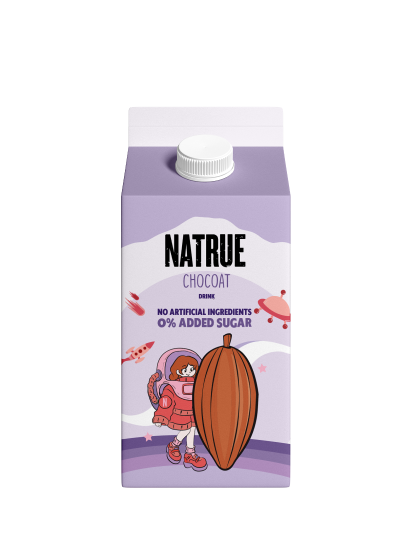 NATRUE
CHOCOAT
DRINK
NO ARTIFICIAL INGREDIENTS
0% ADDED SUGAR